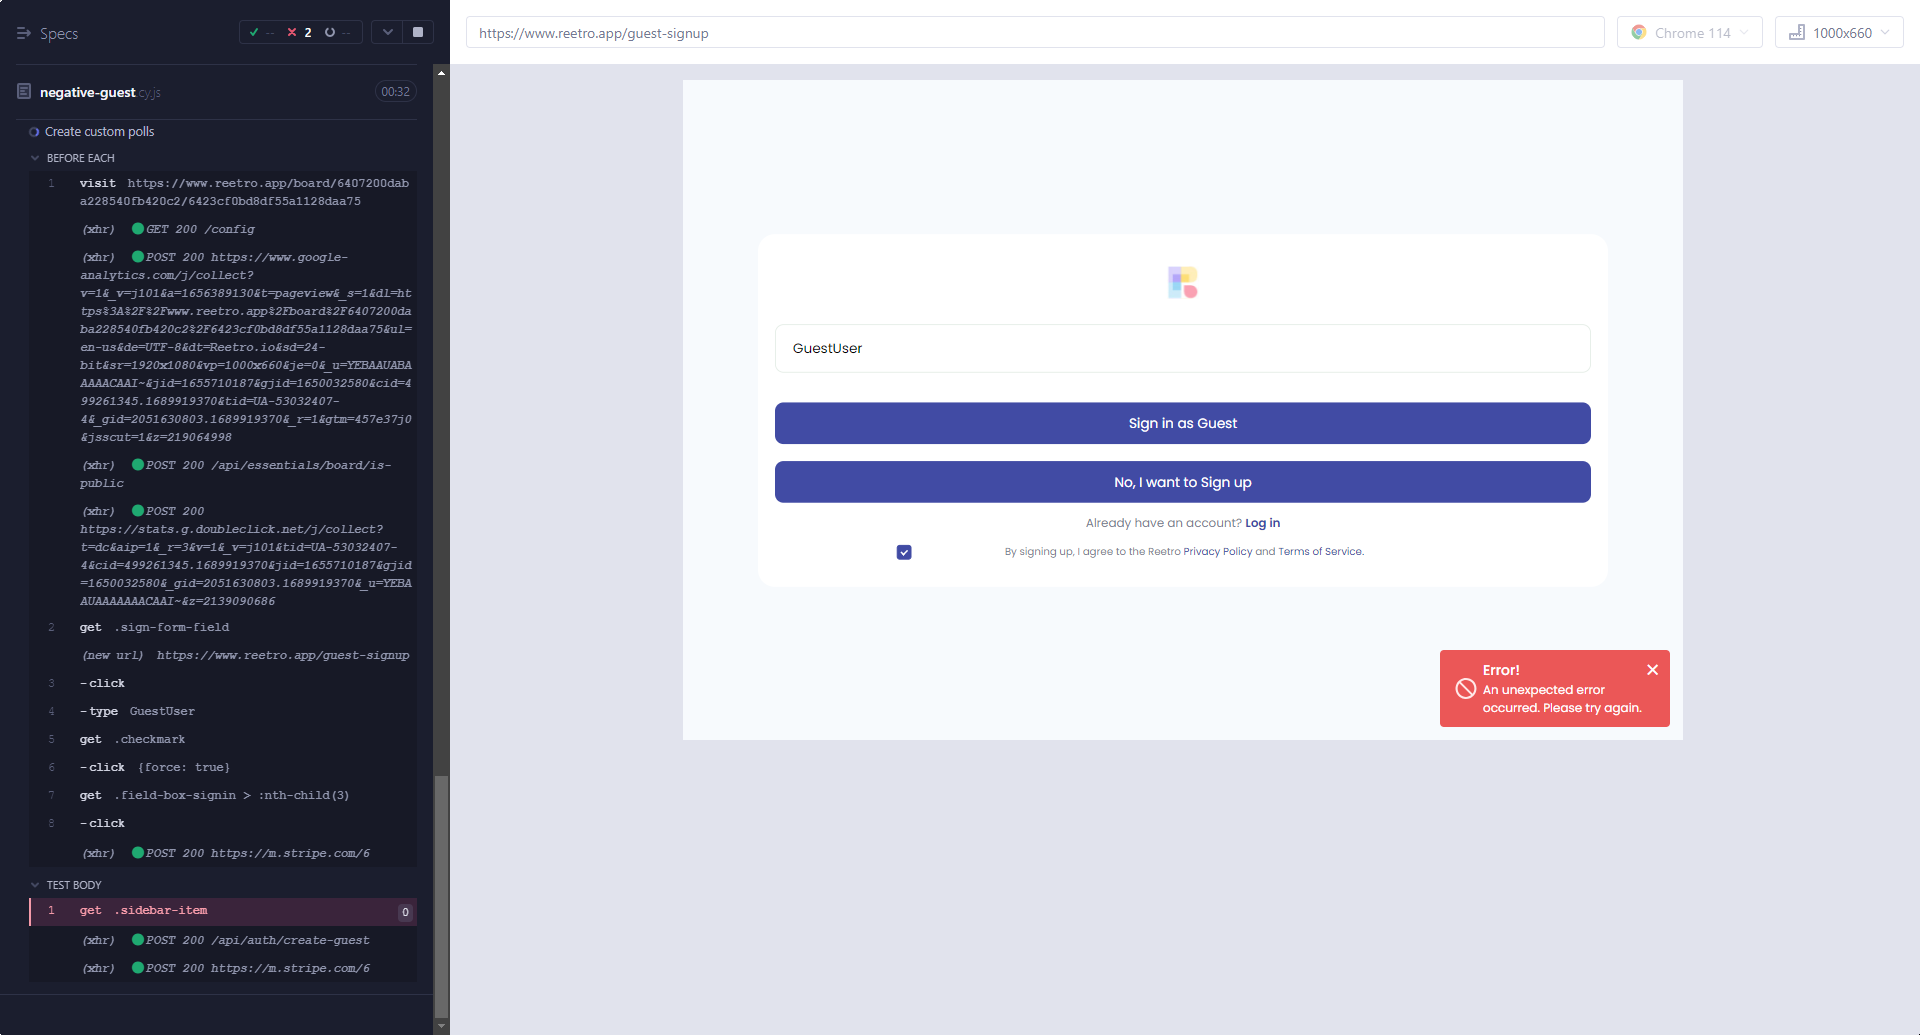 Specs
-- 2 --
negative-guest cy.js 00:32
Create custom polls
BEFORE EACH
1 visit https://www.reetro.app/board/6407200dab
a228540fb420c2/6423cf0bd8df55a1128daa75
(xhr) GET 200 /config
(xhr) POST 200 https://www.google-
analytics.com/j/collect?
v=1&_v=j101&a=1656389130&t=pageview&_s=1&dl=ht
tps%3A%2F%2Fwww.reetro.app%2Fboard%2F6407200da
ba228540fb420c2%2F6423cf0bd8df55a1128daa75&ul=
en-us&de=UTF-8&dt=Reetro.io&sd=24-
bit&sr=1920x1080&vp=1000x660&je=0&_u=YEBAAUABA
AAAACAAI~&jid=1655710187&gjid=1650032580&cid=4
99261345.1689919370&tid=UA-53032407-
4&_gid=2051630803.1689919370&_r=1&gtm=457e37j0
&jsscut=1&z=219064998
(xhr) POST 200 /api/essentials/board/is-
public
(xhr) POST 200
https://stats.g.doubleclick.net/j/collect?
t=dc&aip=1&_r=3&v=1&_v=j101&tid=UA-53032407-
4&cid=499261345.1689919370&jid=1655710187&gjid
=1650032580&_gid=2051630803.1689919370&_u=YEBA
AUAAAAAAACAAI~&z=2139090686
2 get .sign-form-field
(new url) https://www.reetro.app/guest-signup
3 -click
4 -type GuestUser
5 get .checkmark
6 -click {force: true}
7 get .field-box-signin > :nth-child(3)
8 -click
(xhr) POST 200 https://m.stripe.com/6
TEST BODY
1 get .sidebar-item 0
(xhr) POST 200 /api/auth/create-guest
(xhr) POST 200 https://m.stripe.com/6
https://www.reetro.app/guest-signup
Chrome 114
1000x660
GuestUser
Sign in as Guest
No, I want to Sign up
Already have an account? Log in
By signing up, I agree to the Reetro Privacy Policy and Terms of Service.
Error!
An unexpected error
occurred. Please try again.